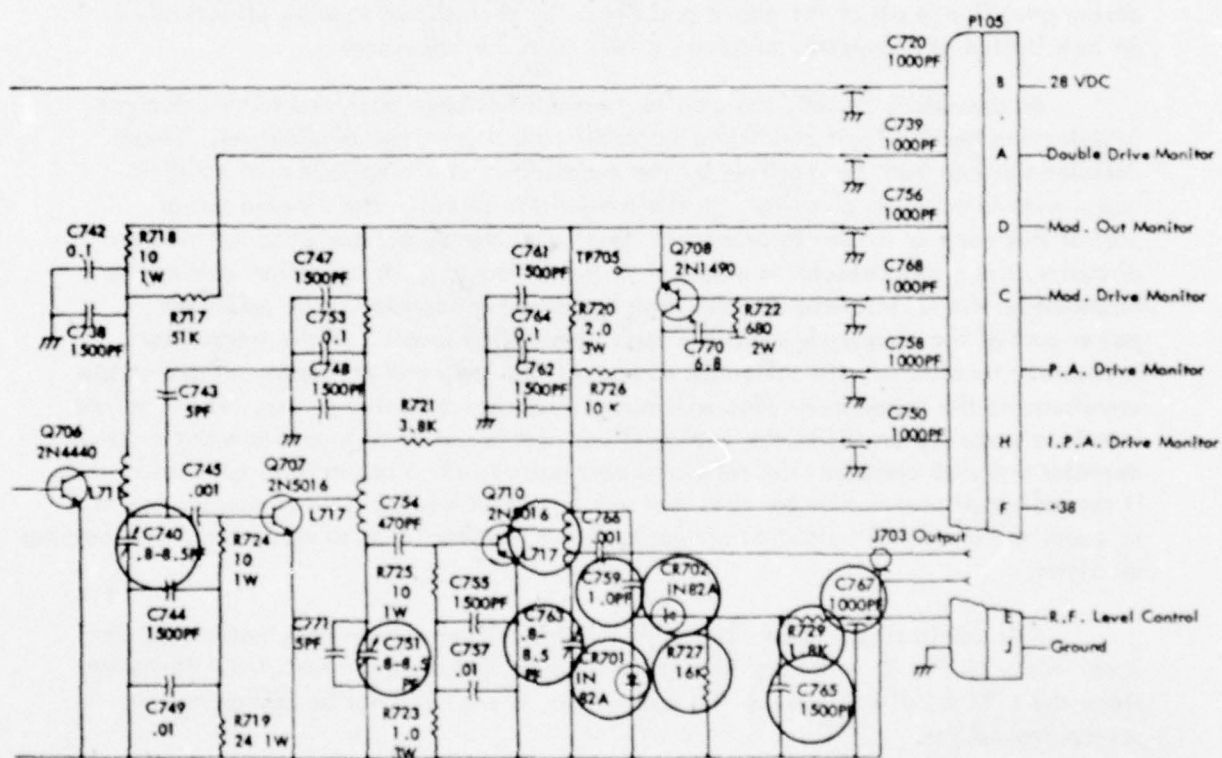 P105
C720
1000PF
B
28 VDC
C739
1000PF
A
Double Drive Monitor
C756
1000PF
D
Mod. Out Monitor
C742
0.1
R718
10
1W
C747
1500PF
C761
1500PF
TP705
Q708
2N1490
C768
1000PF
C
Mod. Drive Monitor
C738
1500PF
R717
51K
C753
0.1
C764
0.1
R720
2.0
3W
R722
680
2W
C770
6.8
C758
1000PF
P.A. Drive Monitor
C743
5PF
C748
1500PF
C762
1500PF
R726
10
R721
3.8K
C750
1000PF
H
I.P.A. Drive Monitor
Q706
2N4440
C745
.001
Q707
2N5016
C754
470PF
Q710
2N5016
F
-38
L717
L717
C766
.001
J703 Output
C740
.8-8.5PF
R724
10
1W
R725
10
1W
C755
1500PF
C759
1.0PF
CR702
IN82A
C767
1000PF
E
R.F. Level Control
C744
1500PF
C771
.5PF
C751
.8-8.5
PF
C757
.01
C763
.8-
8.5
PF
CR701
IN
82A
R727
16K
R729
1.8K
J
Ground
C765
1500PF
C749
.01
R719
24 1W
R723
1.0
3W